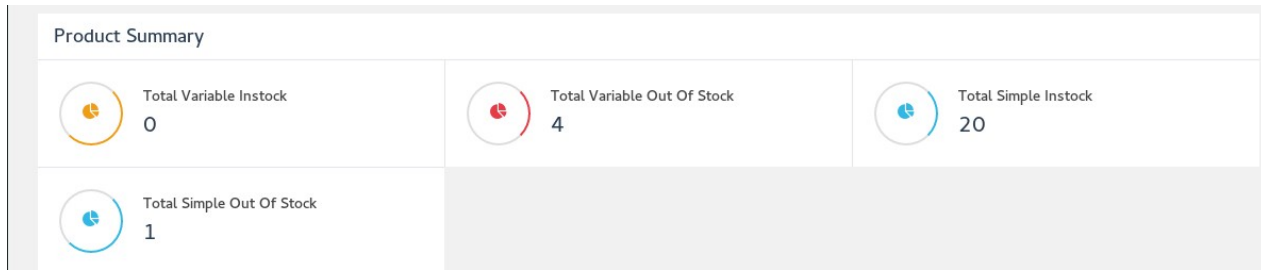 Product Summary
Total Variable Instock
0
Total Variable Out Of Stock
4
Total Simple Instock
20
Total Simple Out Of Stock
1